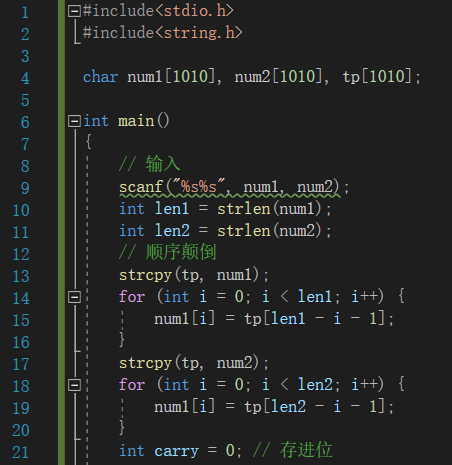 1 #include<stdio.h>
2 #include<string.h>
3
4 char num1[1010], num2[1010], tp[1010];
5
6 int main()
7 {
8 // 输入
9 scanf("%s%s", num1, num2);
10 int len1 = strlen(num1);
11 int len2 = strlen(num2);
12 // 顺序颠倒
13 strcpy(tp, num1);
14 for (int i = 0; i < len1; i++) {
15 num1[i] = tp[len1 - i - 1];
16 }
17 strcpy(tp, num2);
18 for (int i = 0; i < len2; i++) {
19 num1[i] = tp[len2 - i - 1];
20 }
21 int carry = 0; // 存进位